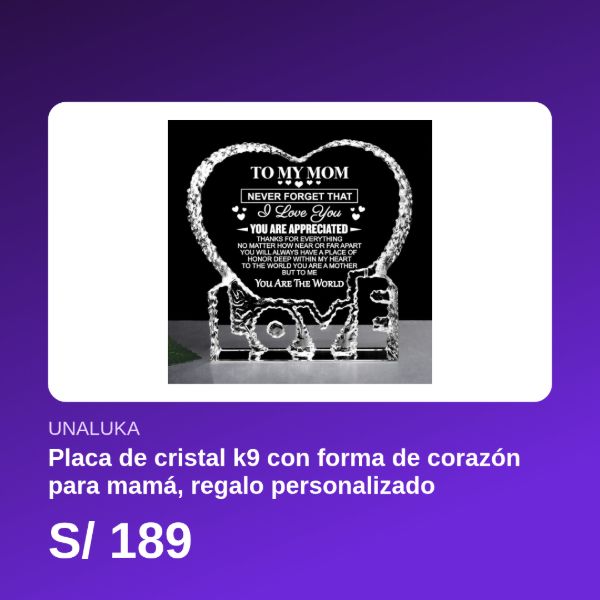 TO MY MOM
NEVER FORGET THAT
I Love You
YOU ARE APPRECIATED
THANKS FOR EVERYTHING
NO MATTER HOW NEAR OR FAR APART
YOU WILL ALWAYS HAVE A PLACE OF
HONOR DEEP WITHIN MY HEART
TO THE WORLD YOU ARE A MOTHER
BUT TO ME
YOU ARE THE WORLD
LOVE
UNALUKA
Placa de cristal k9 con forma de corazón
para mamá, regalo personalizado
S/ 189